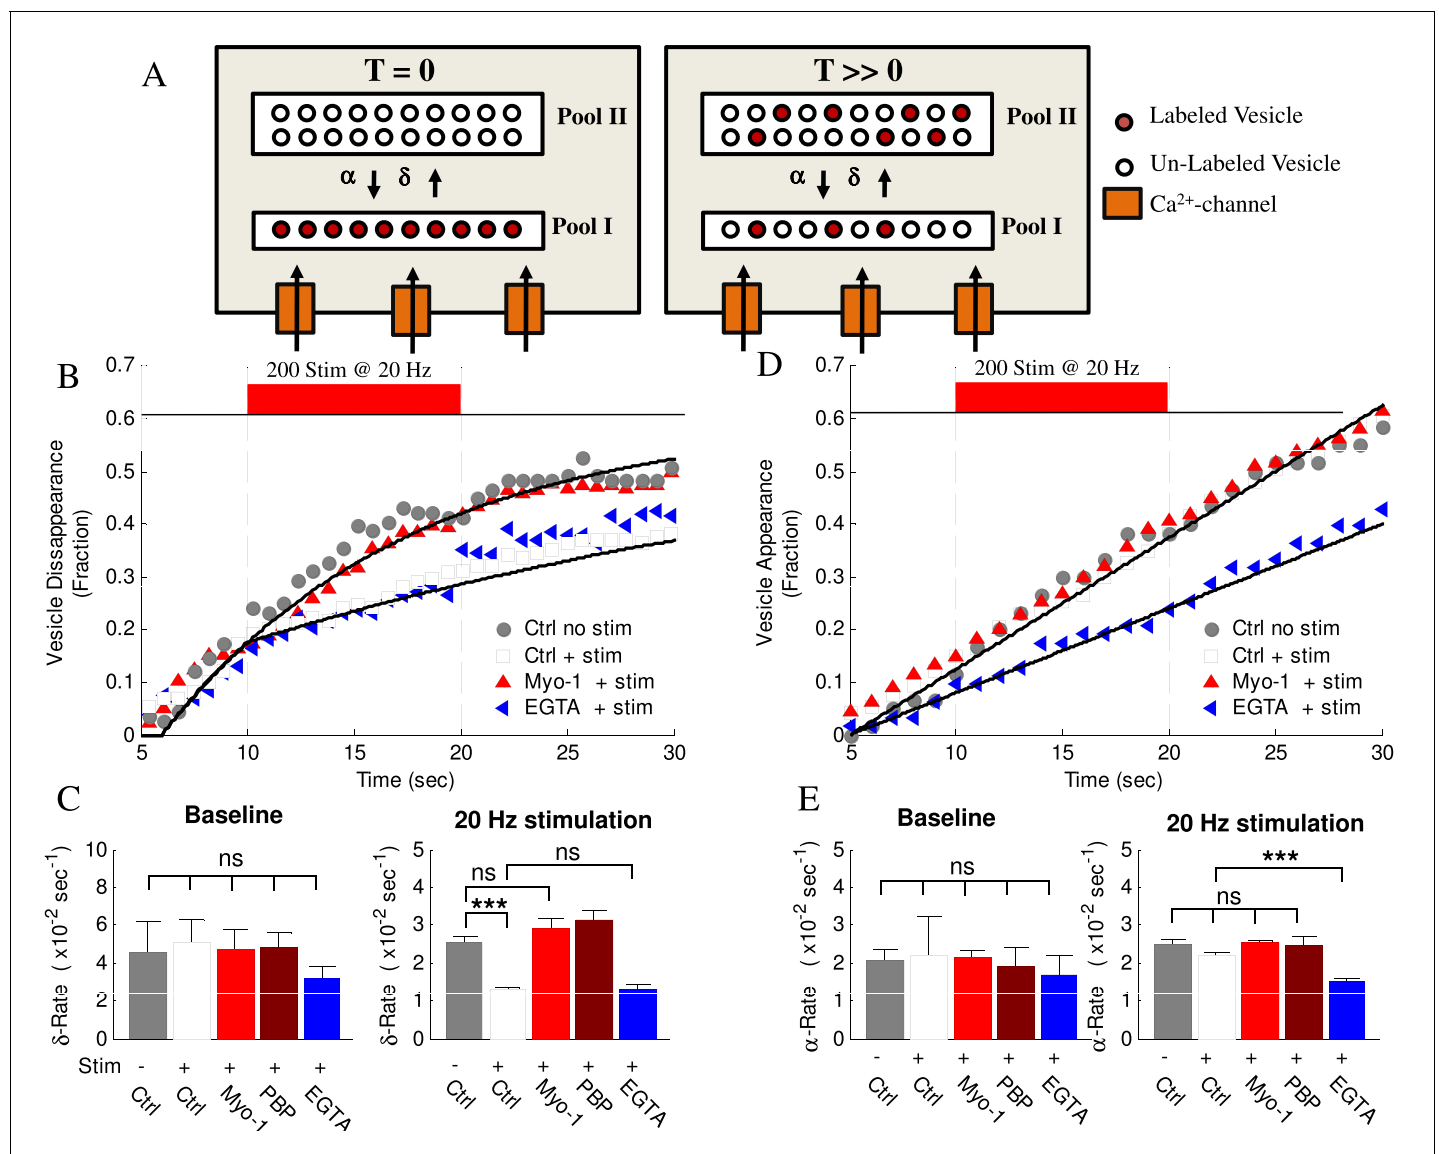 A
T = 0
Pool II
α
δ
Pool I
T >> 0
Pool II
α
δ
Pool I
Labeled Vesicle
Un-Labeled Vesicle
Ca2+-channel
B
200 Stim @ 20 Hz
0.7
0.6
0.5
0.4
0.3
0.2
0.1
0
Vesicle Dissappearance
(Fraction)
Ctrl no stim
Ctrl + stim
Myo-1 + stim
EGTA + stim
5 10 15 20 25 30
Time (sec)
D
200 Stim @ 20 Hz
0.7
0.6
0.5
0.4
0.3
0.2
0.1
0
Vesicle Appearance
(Fraction)
Ctrl no stim
Ctrl + stim
Myo-1 + stim
EGTA + stim
5 10 15 20 25 30
Time (sec)
C
Baseline
10
8
6
4
2
0
δ-Rate ( x10-2 sec-1)
ns
Stim - + + + +
Ctrl Ctrl Myo-1 PBP EGTA
20 Hz stimulation
5
4
3
2
1
0
δ-Rate ( x10-2 sec-1)
ns
ns
***
- + + + +
Ctrl Ctrl Myo-1 PBP EGTA
E
Baseline
5
4
3
2
1
0
α-Rate ( x10-2 sec-1)
ns
- + + + +
Ctrl Ctrl Myo-1 PBP EGTA
20 Hz stimulation
5
4
3
2
1
0
α-Rate ( x10-2 sec-1)
***
ns
- + + + +
Ctrl Ctrl Myo-1 PBP EGTA